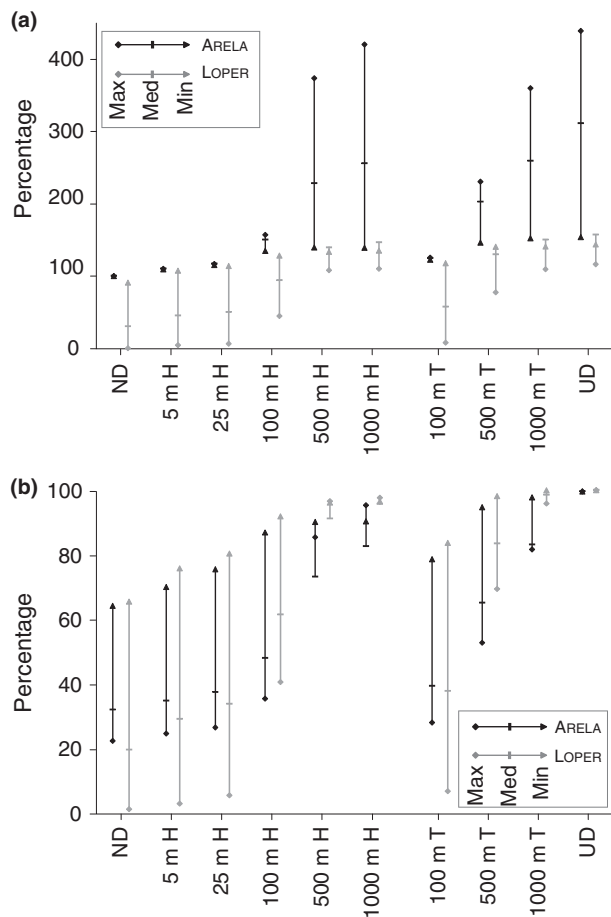 (a)
ARELA
LOPER
Max
Med
Min
Percentage
400
300
200
100
0
ND
5 m H
25 m H
100 m H
500 m H
1000 m H
100 m T
500 m T
1000 m T
UD
(b)
Percentage
100
80
60
40
20
0
ARELA
LOPER
Max
Med
Min
ND
5 m H
25 m H
100 m H
500 m H
1000 m H
100 m T
500 m T
1000 m T
UD